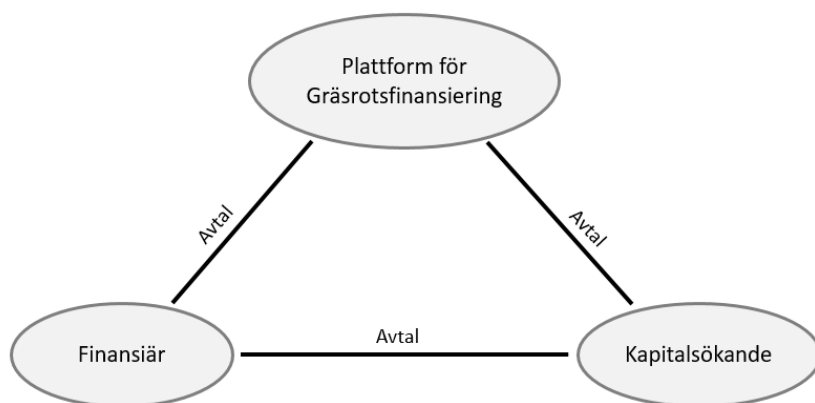 Plattform för
Gräsrotsfinansiering
Avtal
Avtal
Avtal
Finansiär
Kapitalsökande